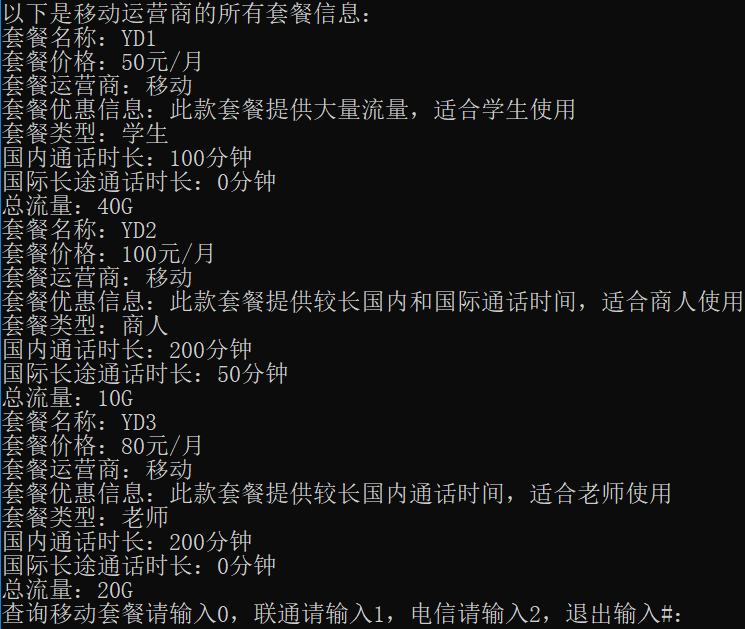 以下是移动运营商的所有套餐信息：
套餐名称：YD1
套餐价格：50元/月
套餐运营商：移动
套餐优惠信息：此款套餐提供大量流量，适合学生使用
套餐类型：学生
国内通话时长：100分钟
国际长途通话时长：0分钟
总流量：40G
套餐名称：YD2
套餐价格：100元/月
套餐运营商：移动
套餐优惠信息：此款套餐提供较长国内和国际通话时间，适合商人使用
套餐类型：商人
国内通话时长：200分钟
国际长途通话时长：50分钟
总流量：10G
套餐名称：YD3
套餐价格：80元/月
套餐运营商：移动
套餐优惠信息：此款套餐提供较长国内通话时间，适合老师使用
套餐类型：老师
国内通话时长：200分钟
国际长途通话时长：0分钟
总流量：20G
查询移动套餐请输入0，联通请输入1，电信请输入2，退出输入#：